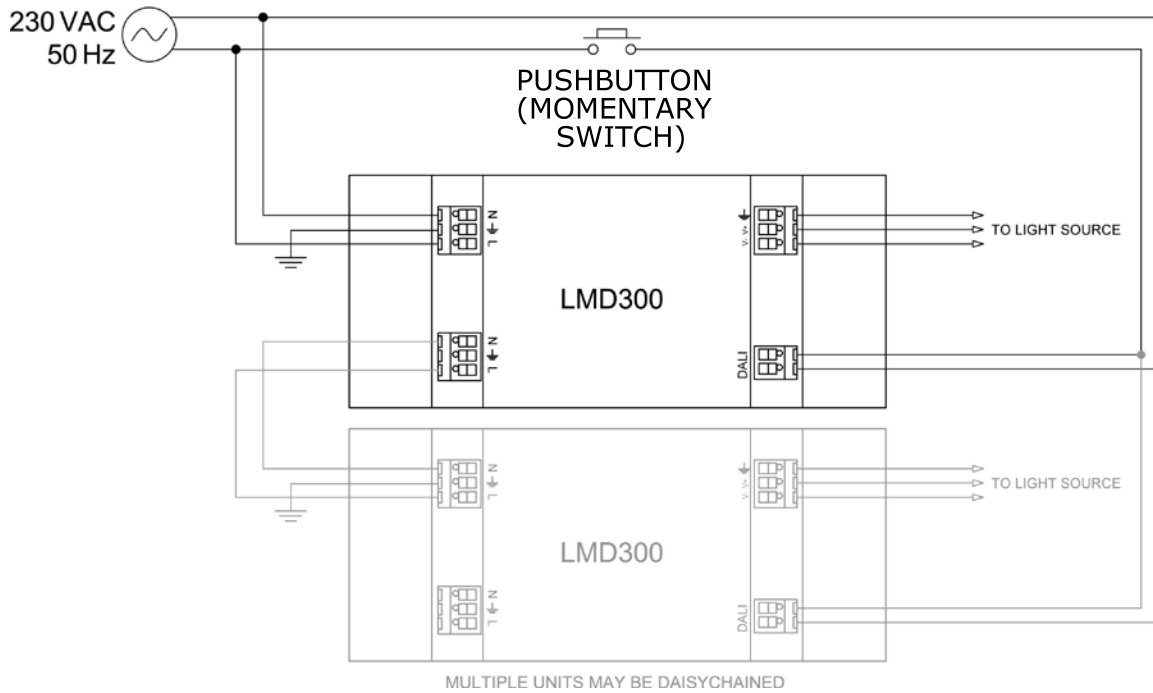 230 VAC
50 Hz
PUSHBUTTON
(MOMENTARY
SWITCH)
N
L
V- V+
TO LIGHT SOURCE
LMD300
N
L
DALI
N
L
V- V+
TO LIGHT SOURCE
LMD300
N
L
DALI
MULTIPLE UNITS MAY BE DAISYCHAINED